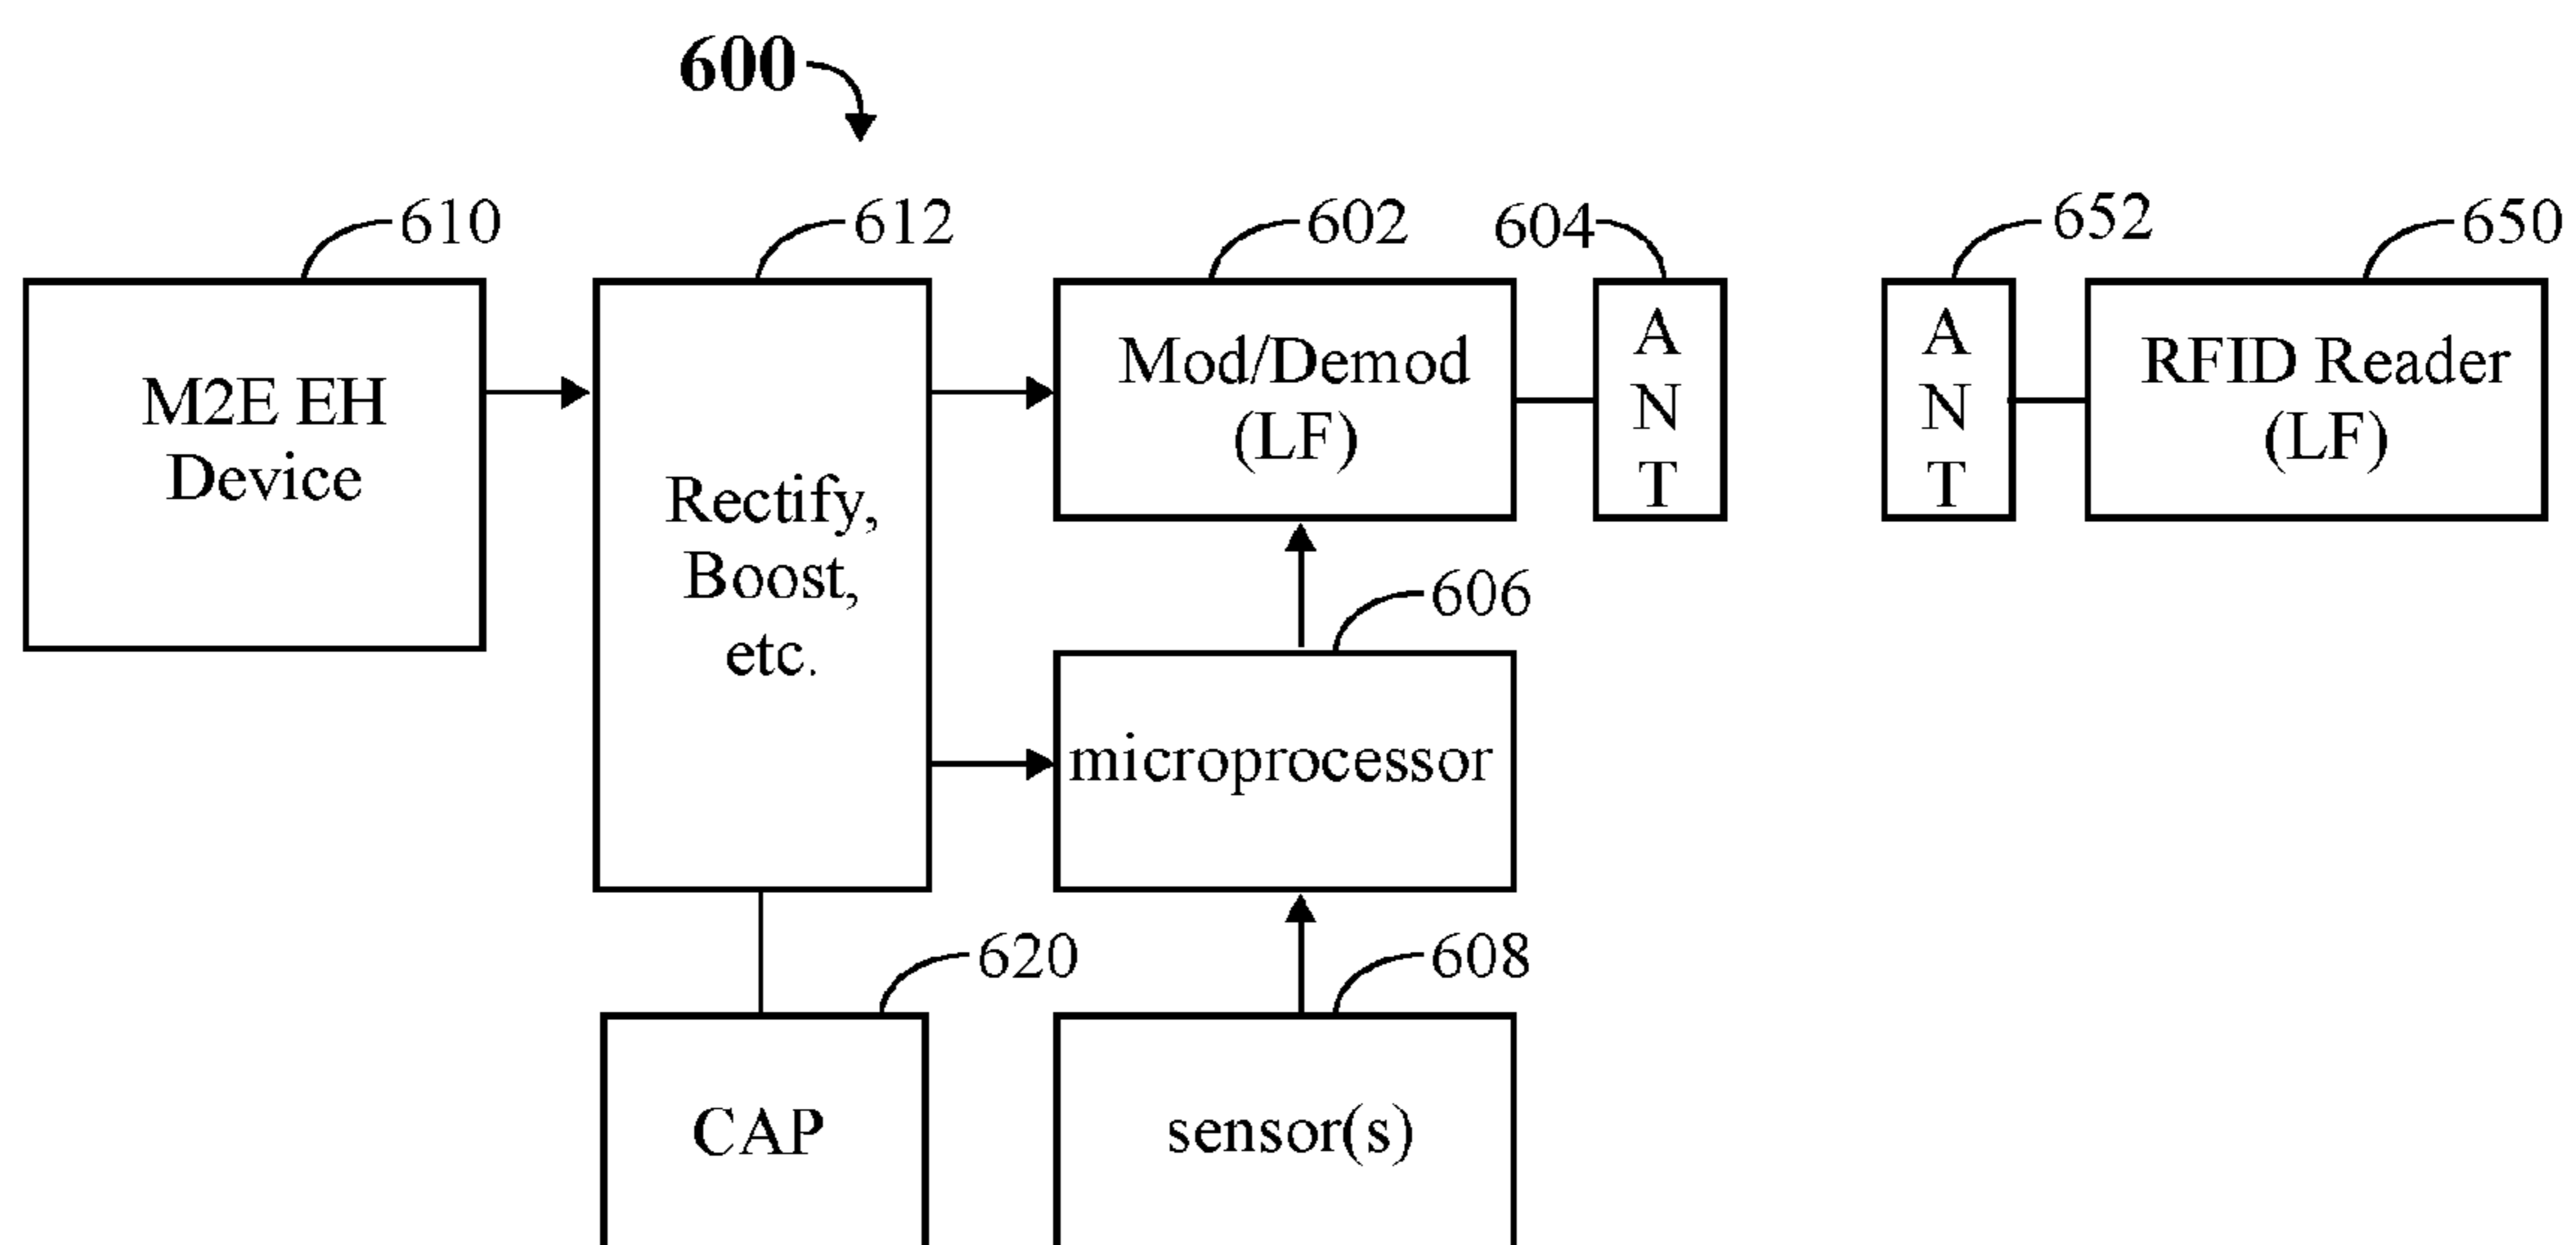 600
610
612
602
604
652
650
M2E EH
Device
Rectify,
Boost,
etc.
Mod/Demod
(LF)
A
N
T
A
N
T
RFID Reader
(LF)
606
microprocessor
620
608
CAP
sensor(s)